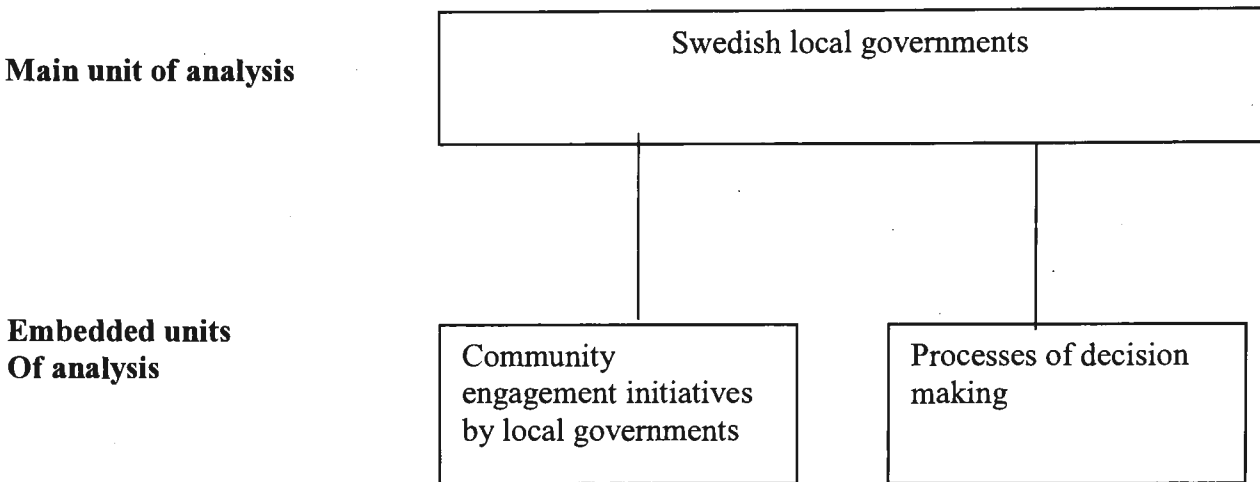 Swedish local governments
Main unit of analysis
Embedded units
Of analysis
Community
engagement initiatives
by local governments
Processes of decision
making